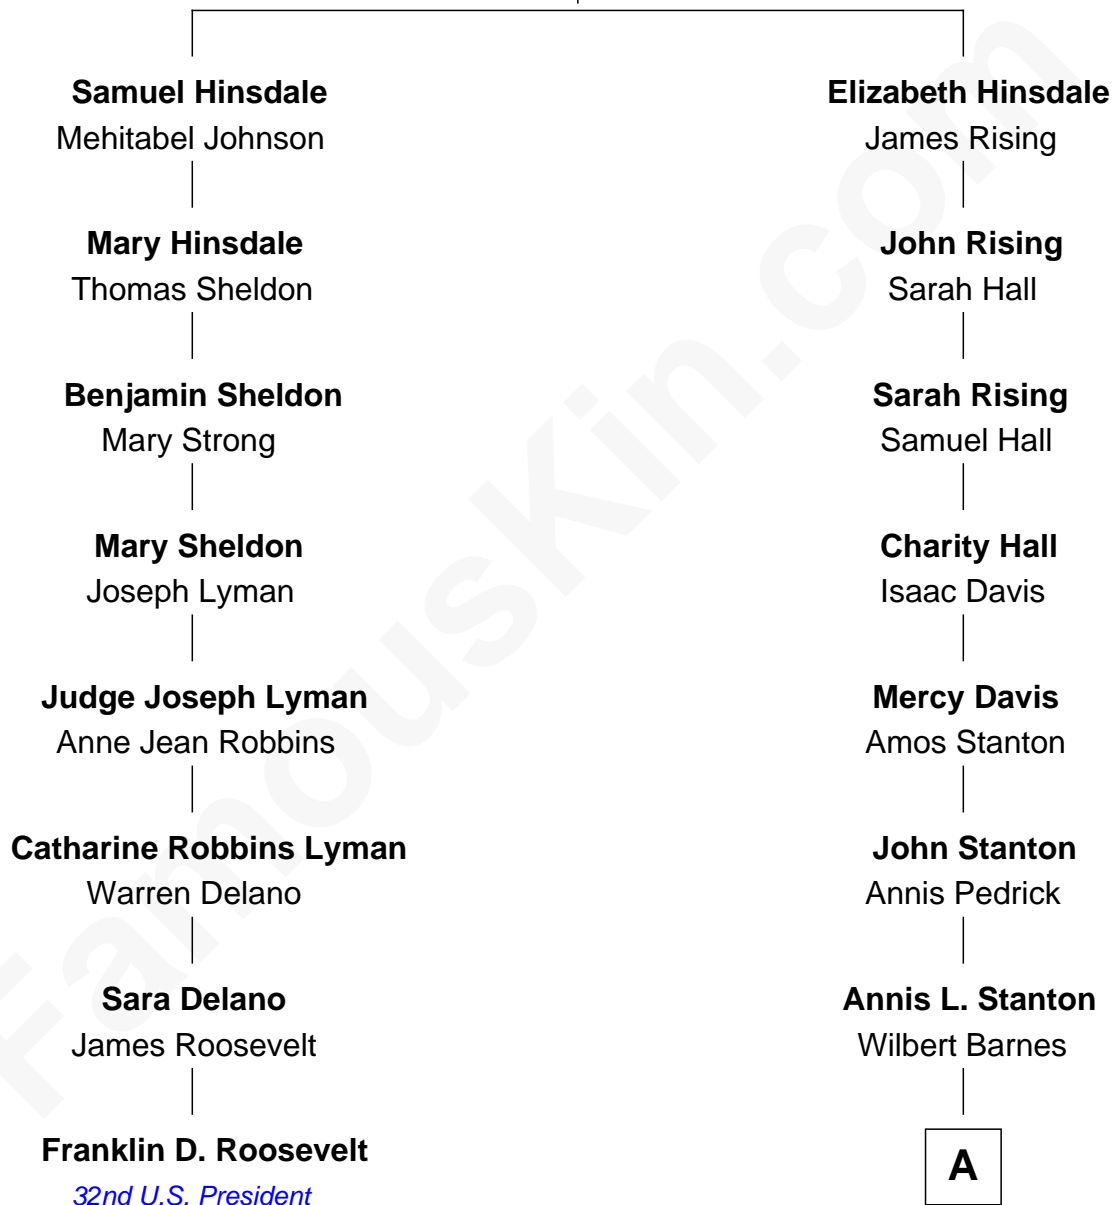 Samuel Hinsdale
Mehitabel Johnson
Elizabeth Hinsdale
James Rising
Mary Hinsdale
Thomas Sheldon
John Rising
Sarah Hall
Benjamin Sheldon
Mary Strong
Sarah Rising
Samuel Hall
Mary Sheldon
Joseph Lyman
Charity Hall
Isaac Davis
Judge Joseph Lyman
Anne Jean Robbins
Mercy Davis
Amos Stanton
Catharine Robbins Lyman
Warren Delano
John Stanton
Annis Pedrick
Sara Delano
James Roosevelt
Annis L. Stanton
Wilbert Barnes
Franklin D. Roosevelt
32nd U.S. President
A
FamousKin.com